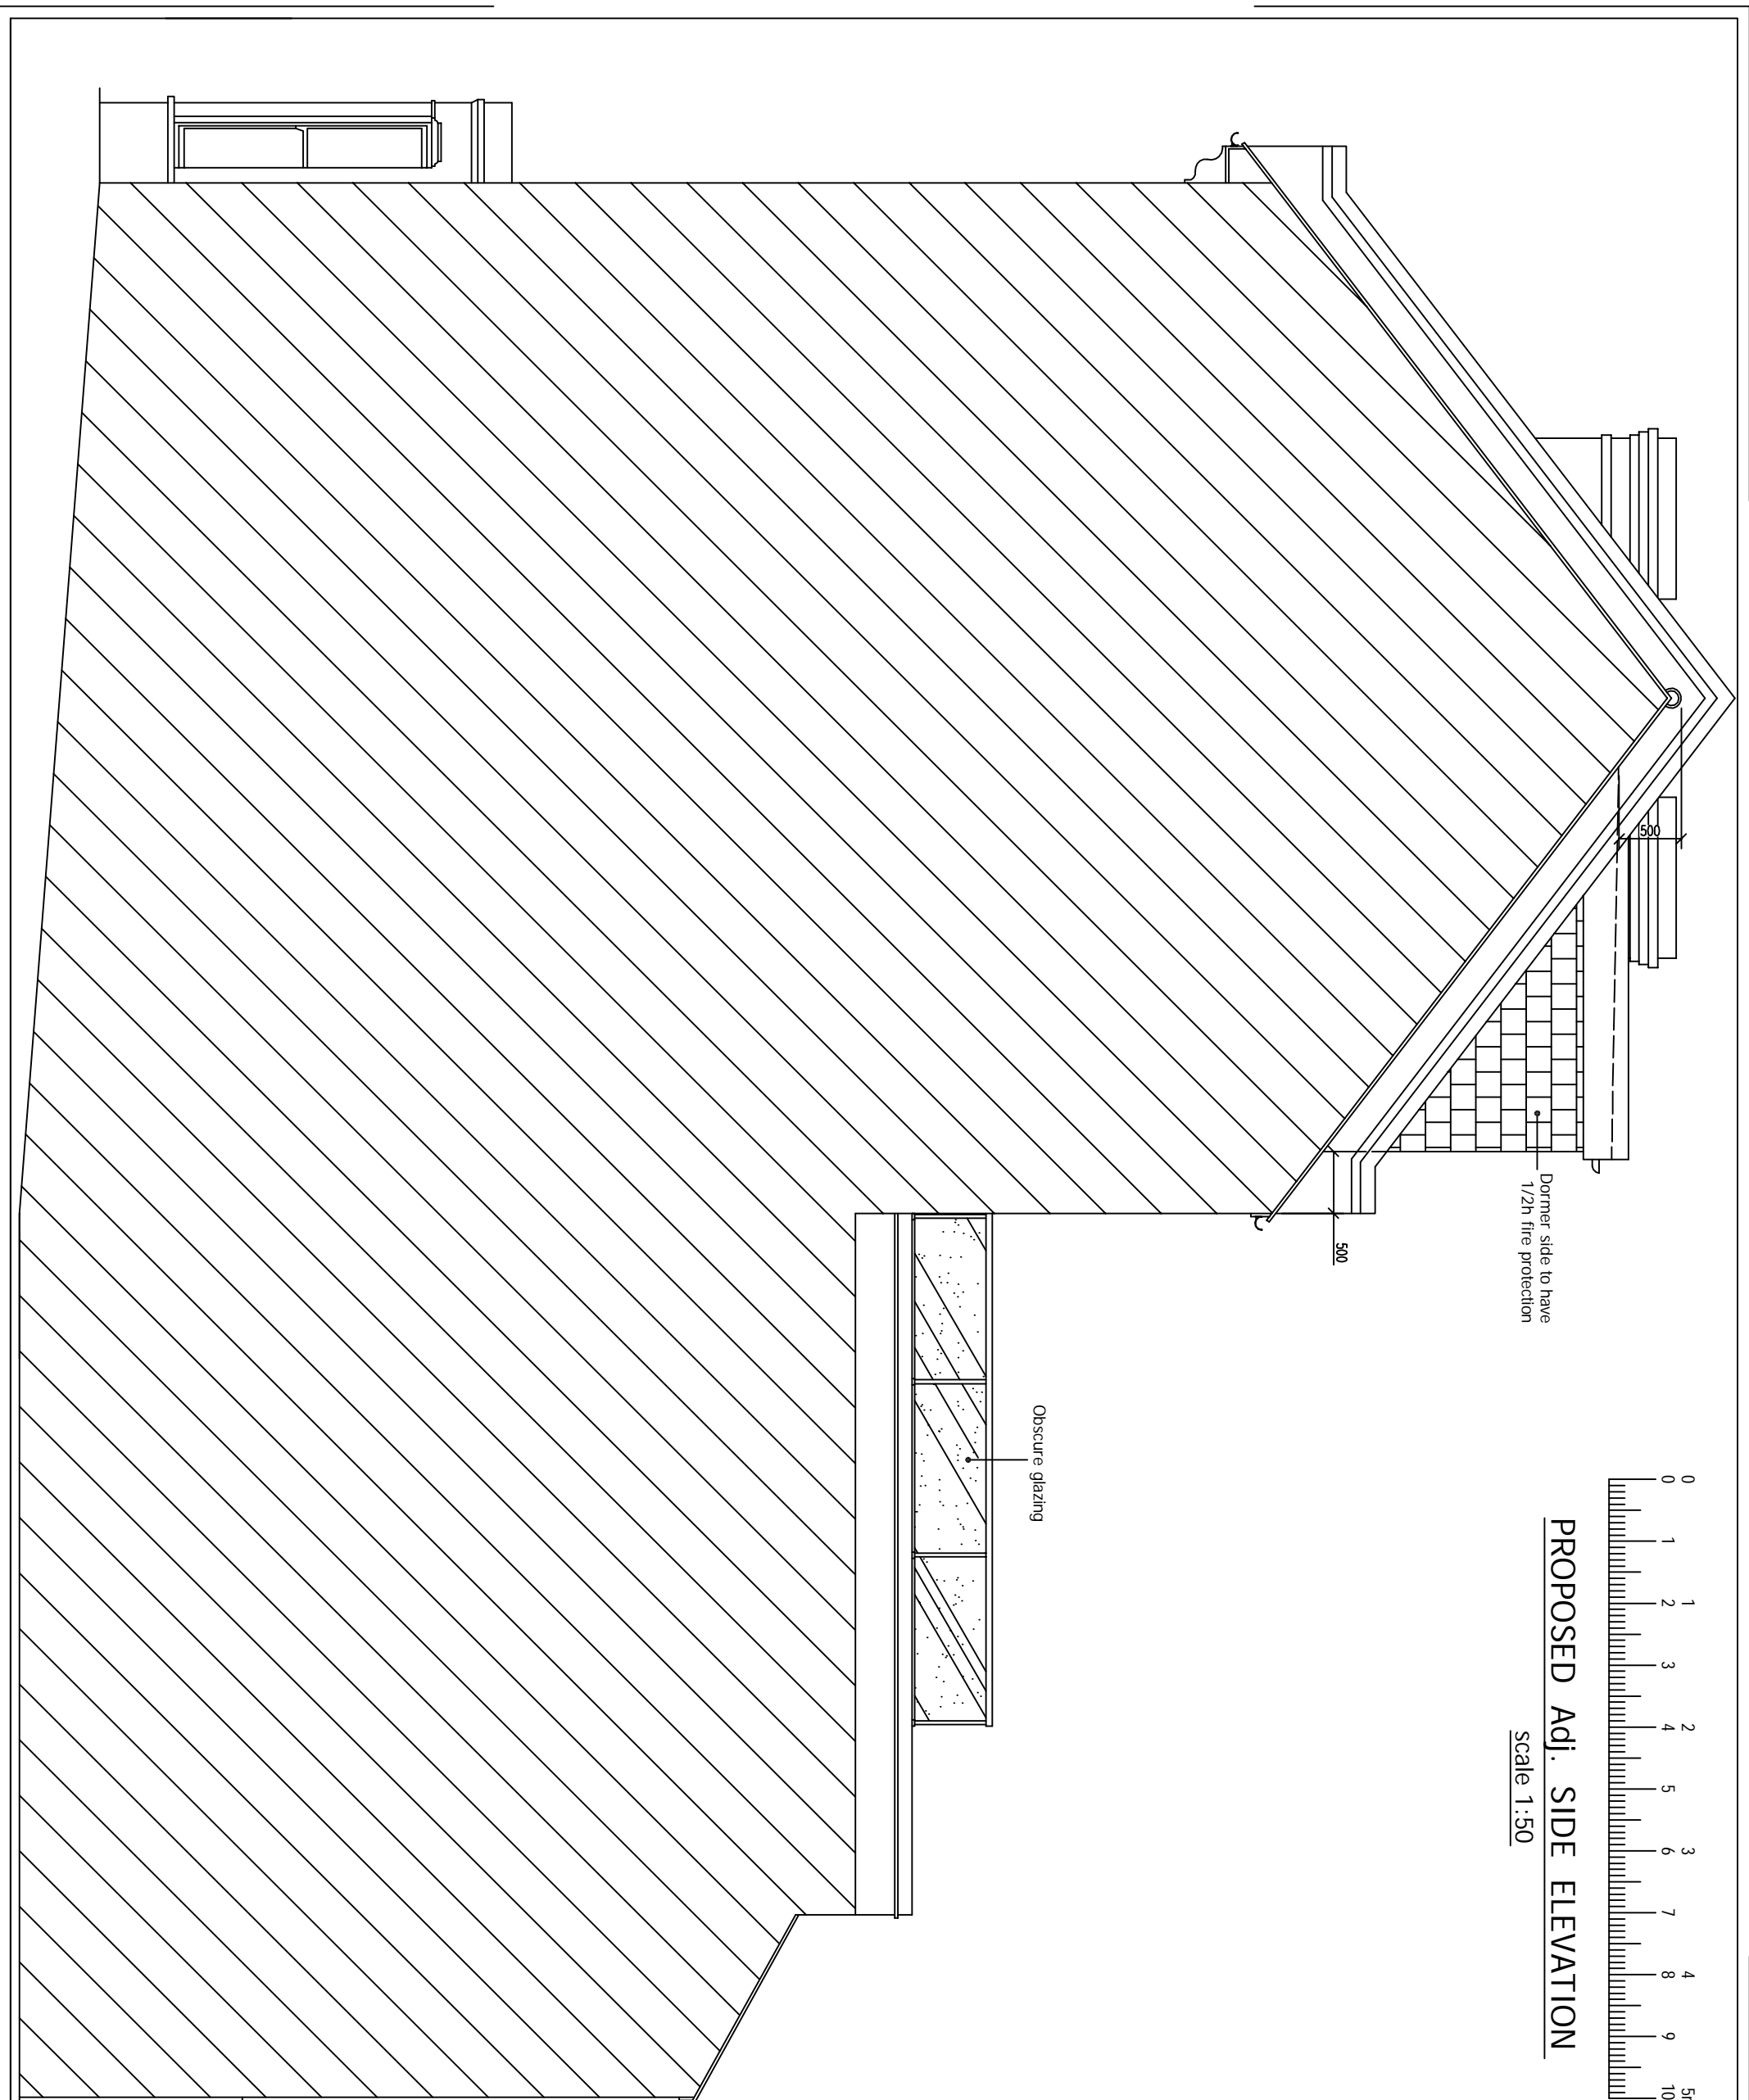 0 1 2 3 4 5
0 1 2 3 4 5 6 7 8 9 10
PROPOSED Adj. SIDE ELEVATION
scale 1:50
500
Dormer side to have
1/2h fire protection
500
Obscure glazing